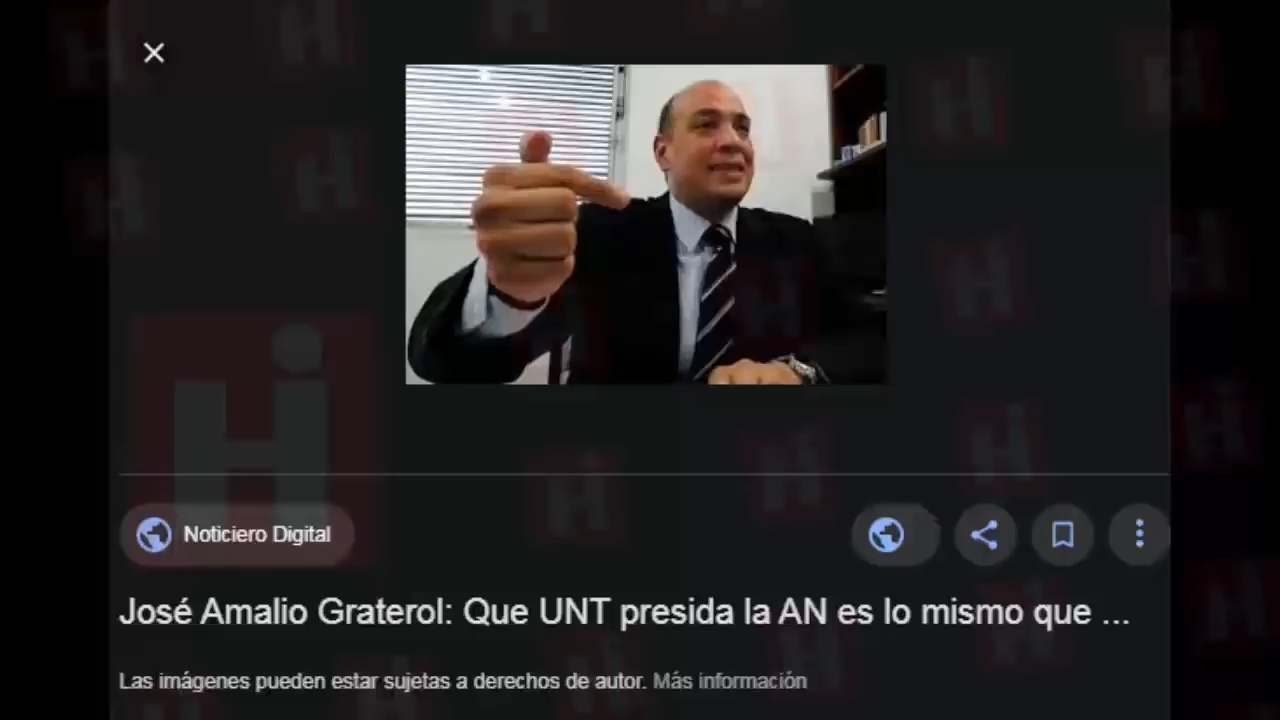 Noticiero Digital
José Amalio Graterol: Que UNT presida la AN es lo mismo que ...
Las imágenes pueden estar sujetas a derechos de autor. Más información